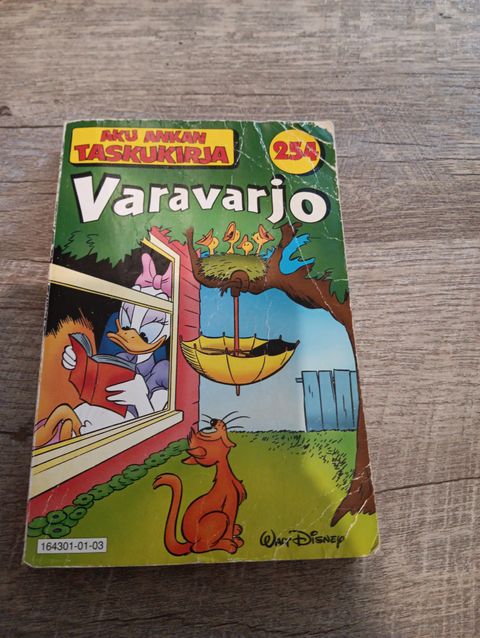 AKU ANKAN
TASKUKIRJA
254
Varavarjo
WALT DISNEY
164301-01-03